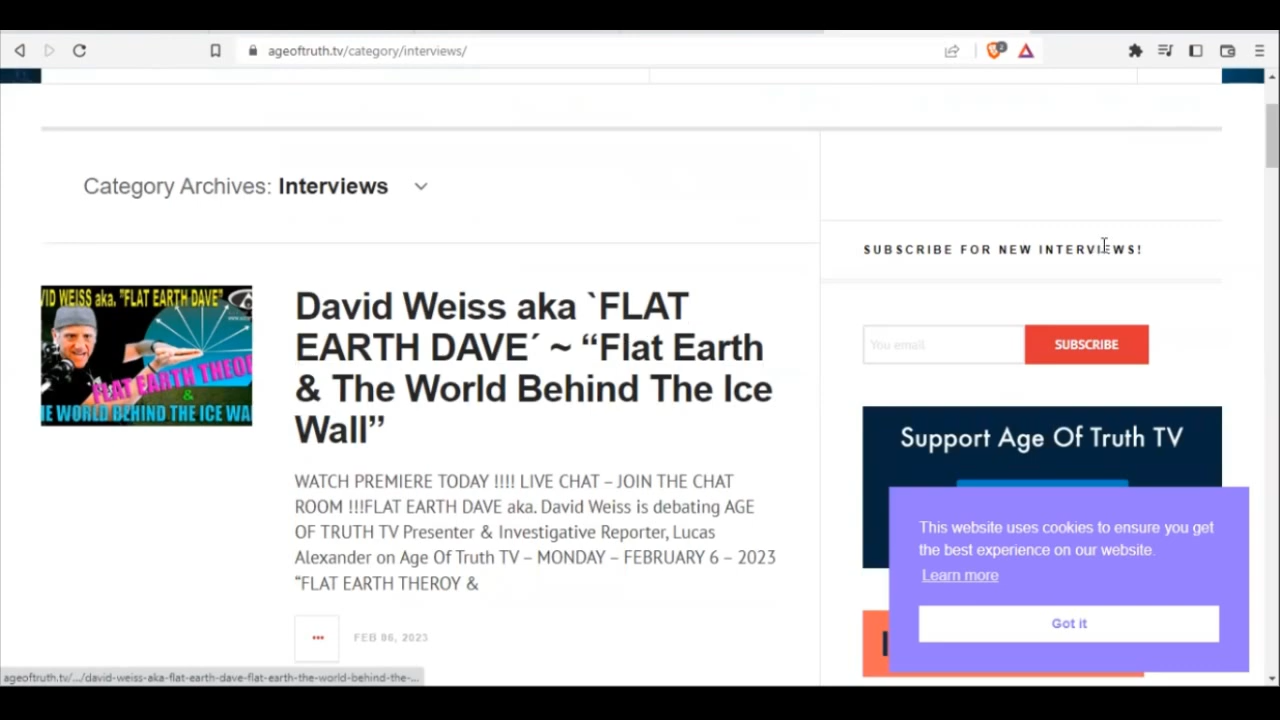 ageoftruth.tv/category/interviews/
Category Archives: Interviews
SUBSCRIBE FOR NEW INTERVIEWS!
VID WEISS aka. "FLAT EARTH DAVE"
FLAT EARTH THEOR
&
HE WORLD BEHIND THE ICE WAL
David Weiss aka `FLAT
EARTH DAVE´ ~ “Flat Earth
& The World Behind The Ice
Wall”
You email
SUBSCRIBE
WATCH PREMIERE TODAY !!!! LIVE CHAT – JOIN THE CHAT
ROOM !!!FLAT EARTH DAVE aka. David Weiss is debating AGE
OF TRUTH TV Presenter & Investigative Reporter, Lucas
Alexander on Age Of Truth TV – MONDAY – FEBRUARY 6 – 2023
“FLAT EARTH THEROY &
FEB 06, 2023
Support Age Of Truth TV
This website uses cookies to ensure you get
the best experience on our website.
Learn more
Got it
ageoftruth.tv/.../david-weiss-aka-flat-earth-dave-flat-earth-the-world-behind-the-...